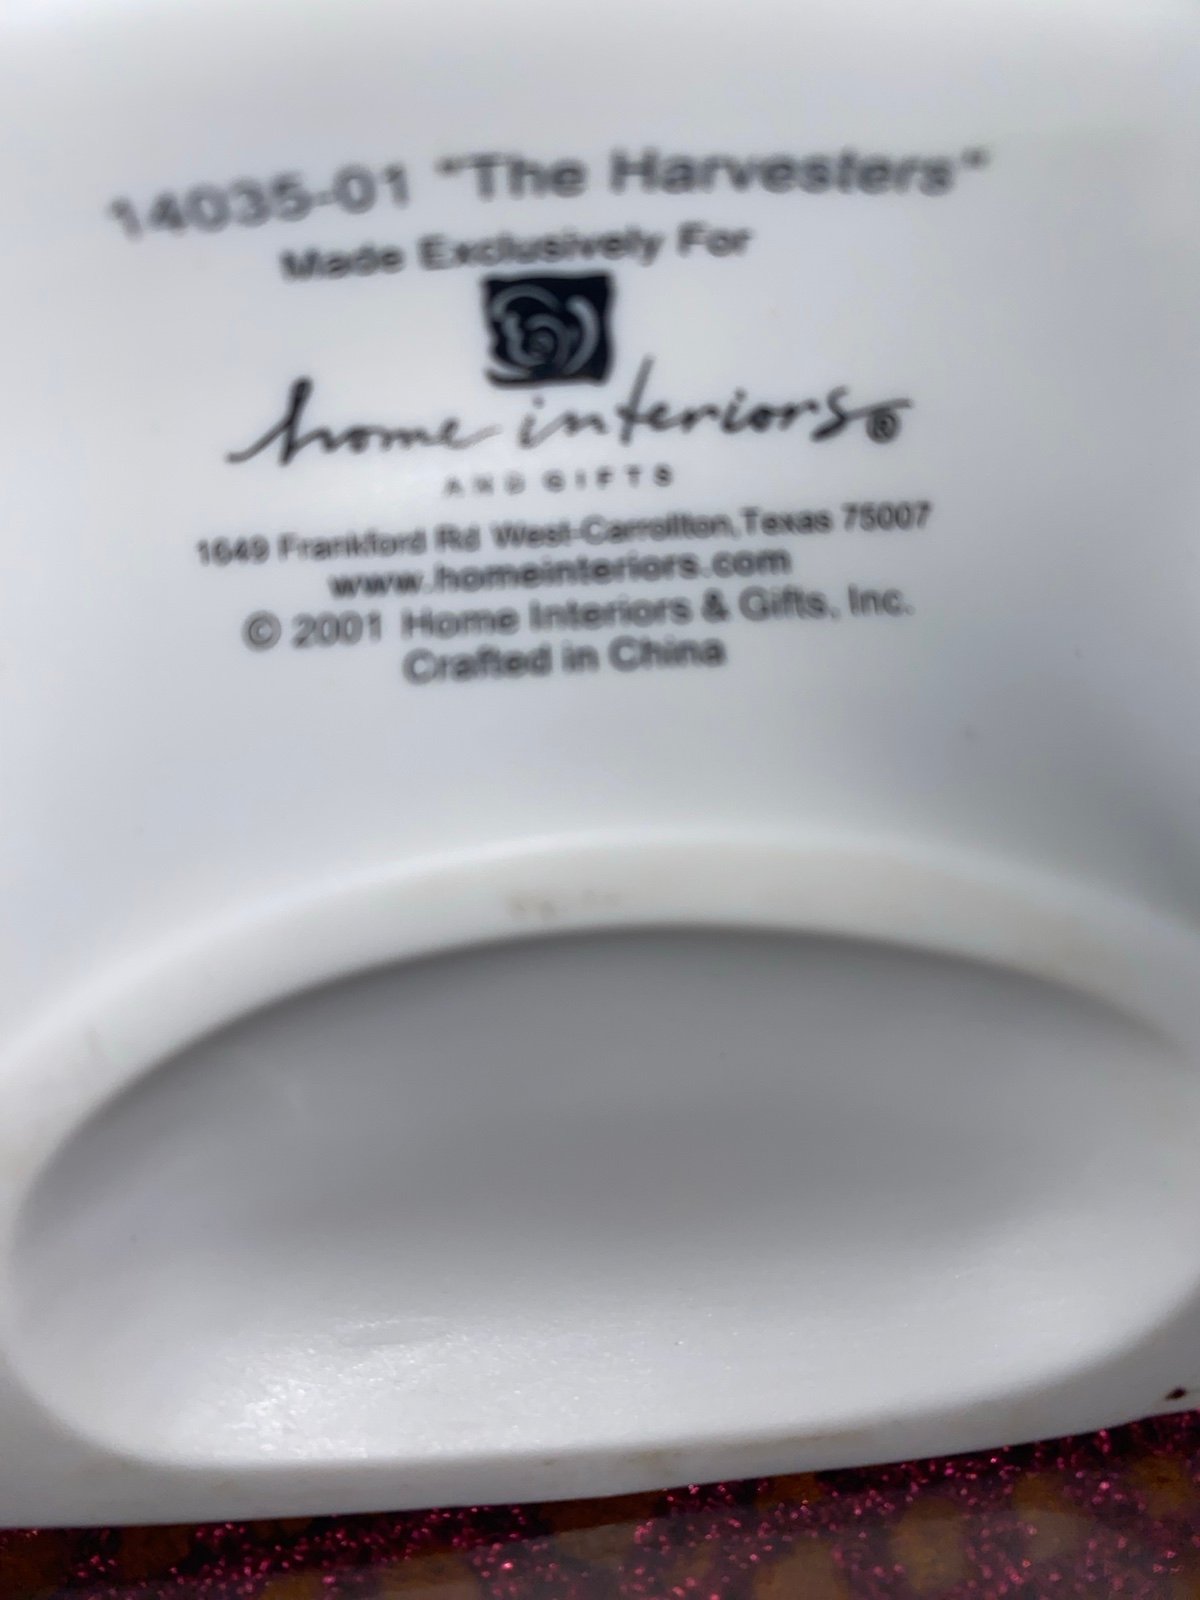 14035-01 "The Harvesters"
Made Exclusively For
home interiors®
AND GIFTS
1649 Frankford Rd West-Carrollton, Texas 75007
www.homeinteriors.com
© 2001 Home Interiors & Gifts, Inc.
Crafted in China